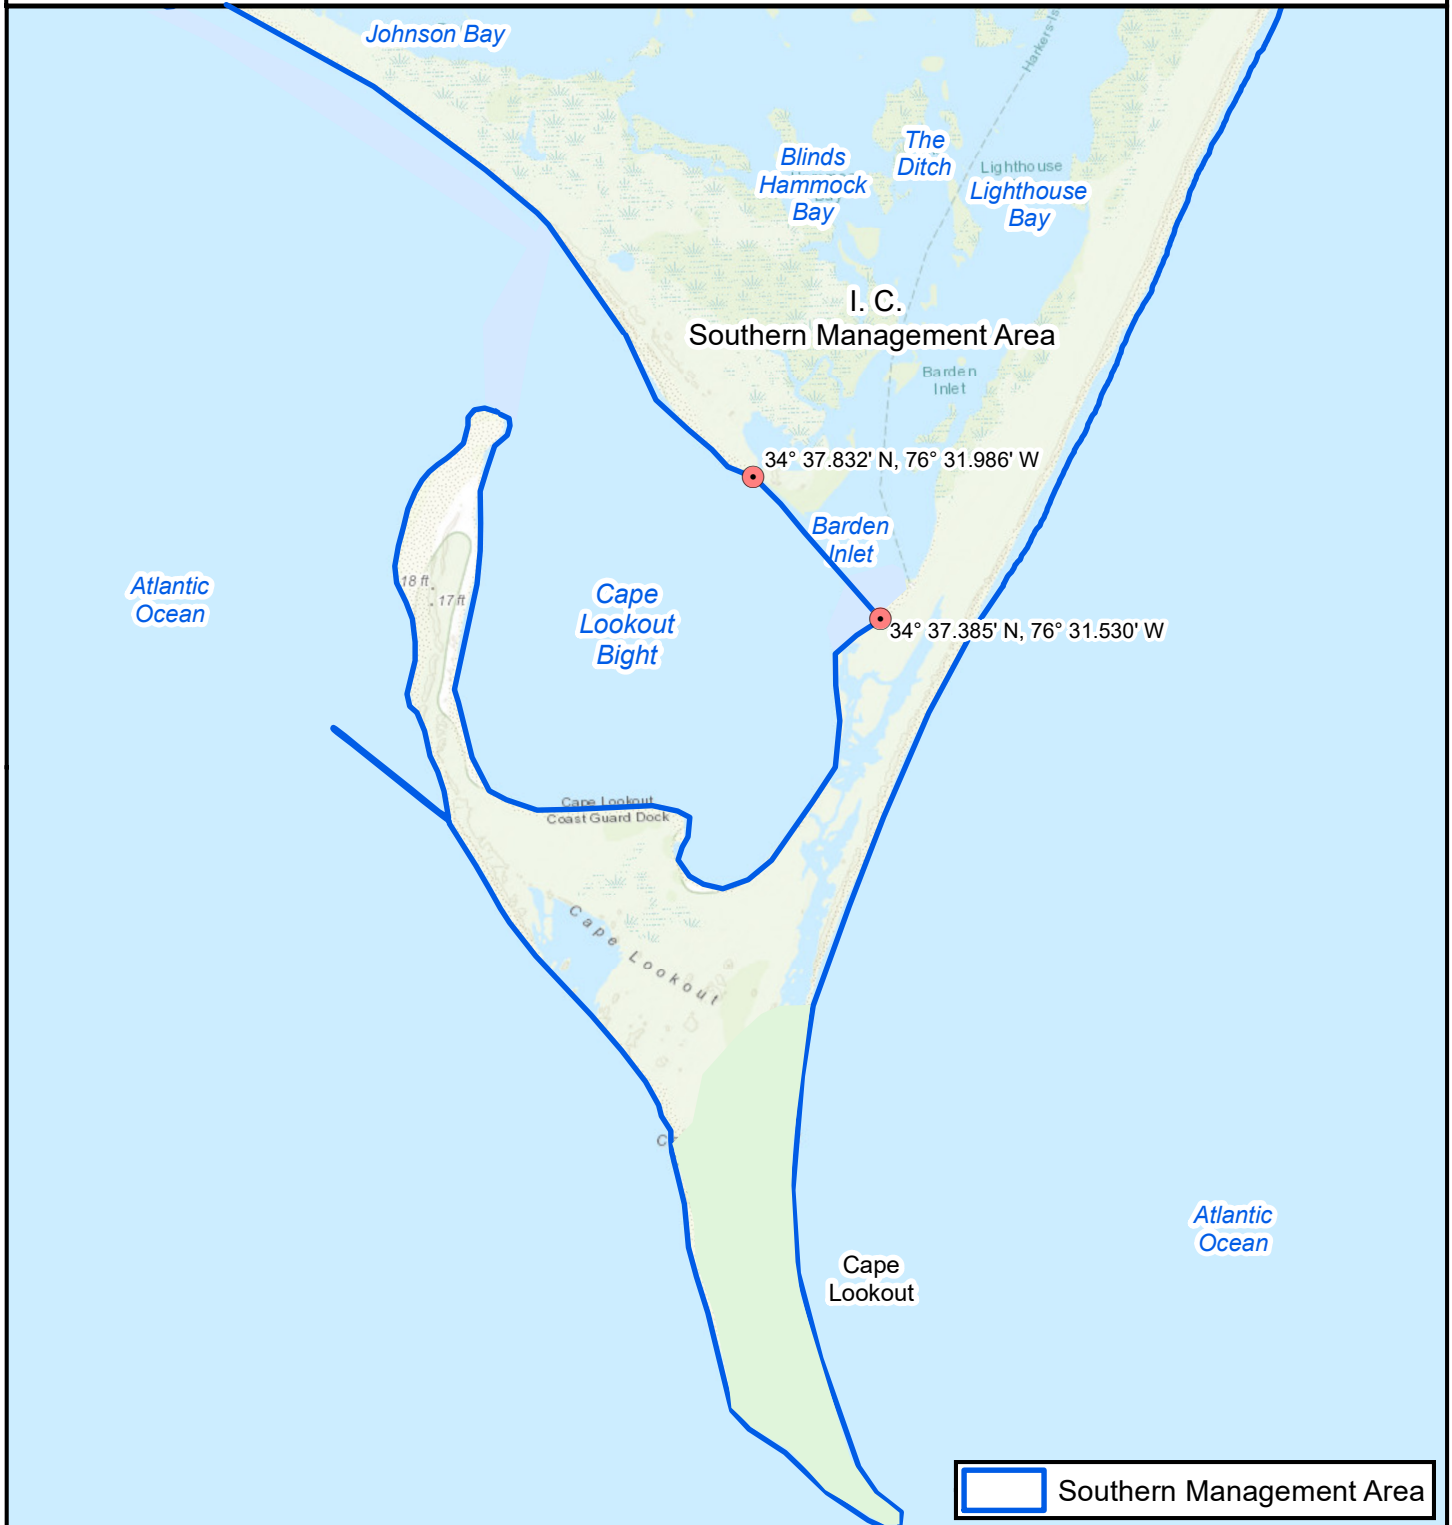 Johnson Bay
Harkers Is
The
Ditch
Blinds
Hammock
Bay
Lighthouse
Lighthouse
Bay
I. C.
Southern Management Area
Barden
Inlet
34° 37.832' N, 76° 31.986' W
Barden
Inlet
18 ft
17 ft
Atlantic
Ocean
Cape
Lookout
Bight
34° 37.385' N, 76° 31.530' W
Cape Lookout
Coast Guard Dock
Cape Lookout
Atlantic
Ocean
Cape
Lookout
Southern Management Area